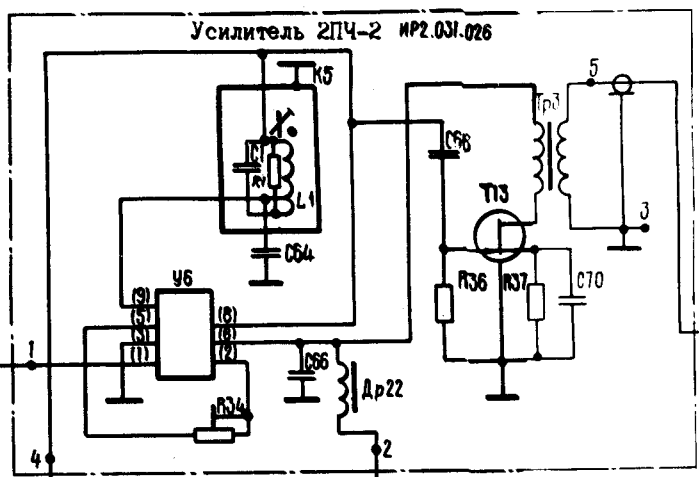 Усилитель 2ПЧ-2 ИР2.031.026
К5
Тр3
5
С1
R1
L1
С68
Т13
3
С64
У6
R36
R37
С70
(9)
(5)
(3)
(1)
(8)
(6)
(2)
1
С66
Др22
R34
4
2